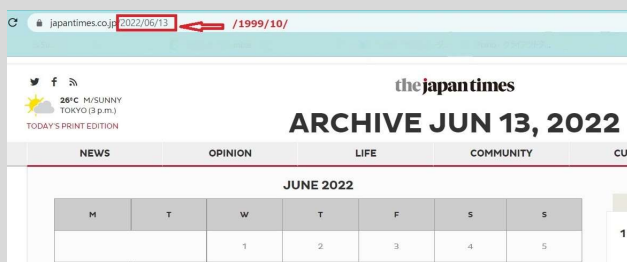 japantimes.co.jp/2022/06/13 /1999/10/
26°C M/SUNNY
TOKYO (3 p.m.)
TODAY'S PRINT EDITION
the japan times
ARCHIVE JUN 13, 2022
NEWS OPINION LIFE COMMUNITY CU
JUNE 2022
M T W T F S S
1 2 3 4 5
1